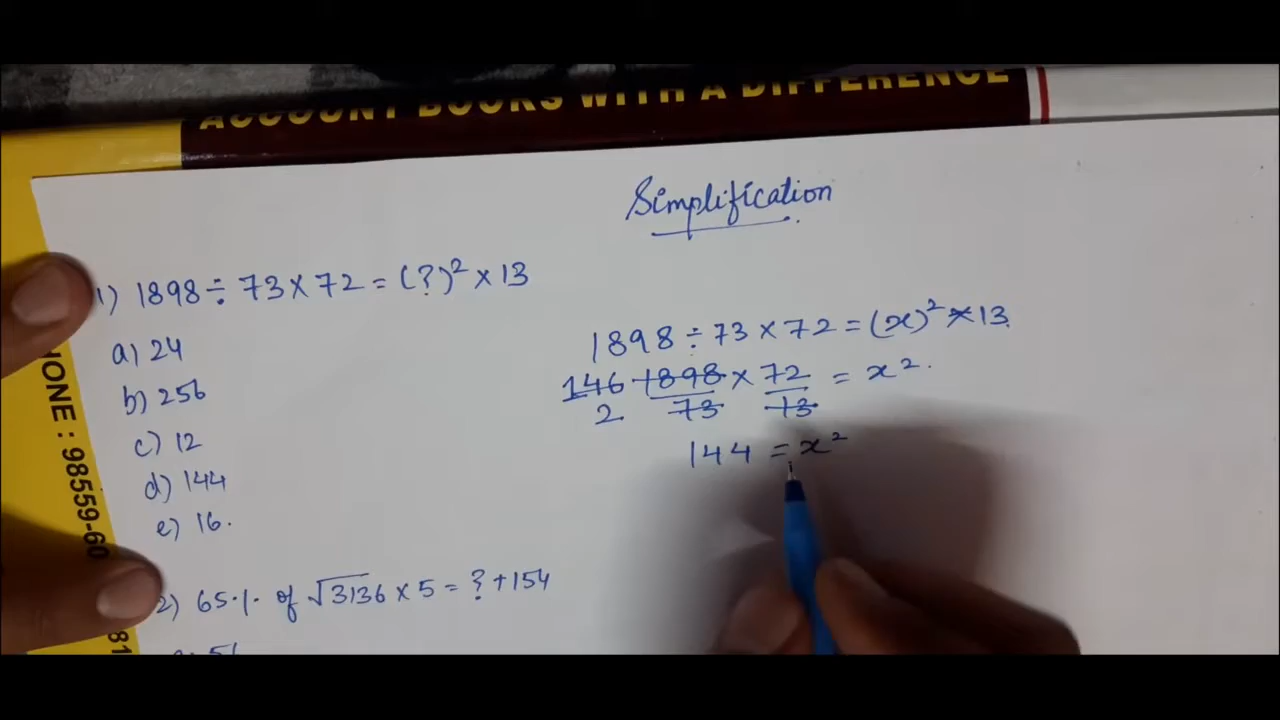 ACCOUNT BOOKS WITH A DIFFERENCE
Simplification
1) 1898 ÷ 73 × 72 = (?)² × 13
a) 24
b) 256
c) 12
d) 144
e) 16.
1898 ÷ 73 × 72 = (x)² × 13
146 1898 × 72 = x².
2 73 13
144 = x²
2) 65% of √3136 × 5 = ? + 154
PHONE : 98559-60
81